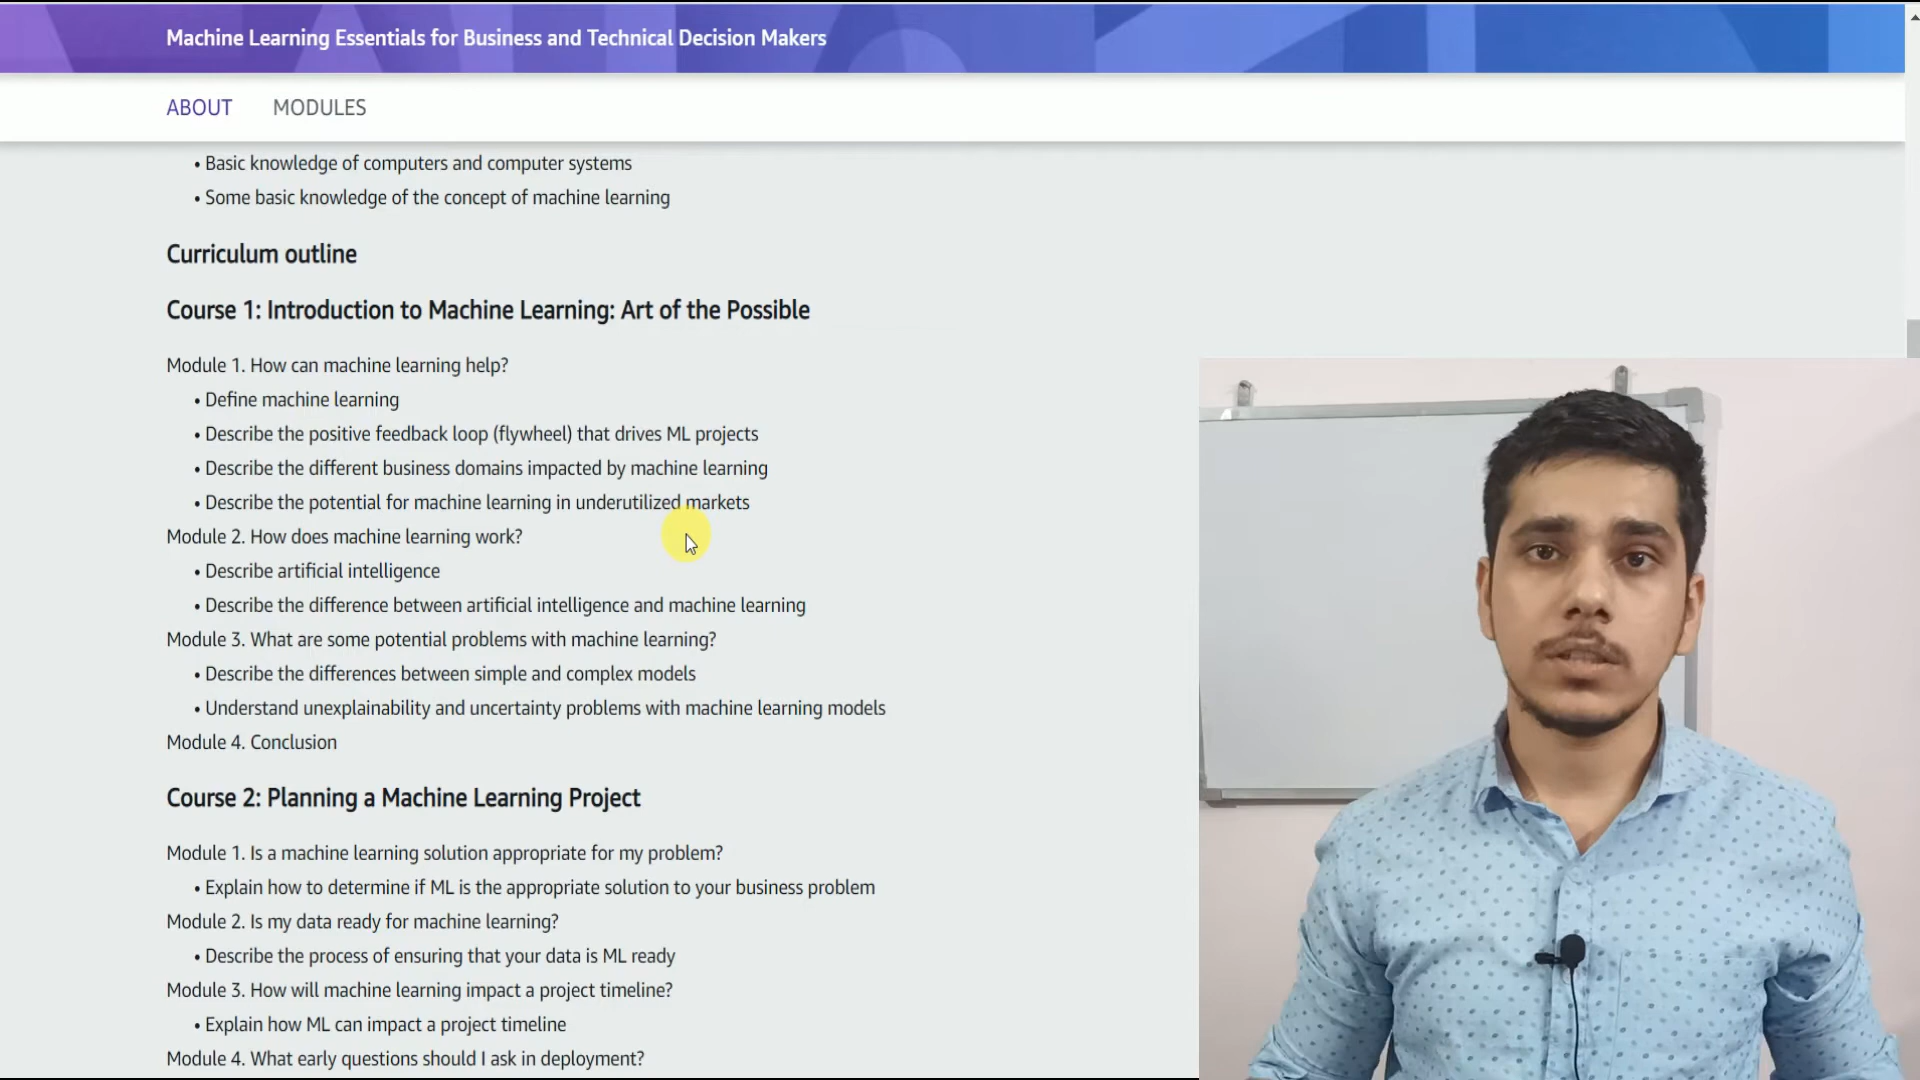 Machine Learning Essentials for Business and Technical Decision Makers
ABOUT MODULES
• Basic knowledge of computers and computer systems
• Some basic knowledge of the concept of machine learning
Curriculum outline
Course 1: Introduction to Machine Learning: Art of the Possible
Module 1. How can machine learning help?
• Define machine learning
• Describe the positive feedback loop (flywheel) that drives ML projects
• Describe the different business domains impacted by machine learning
• Describe the potential for machine learning in underutilized markets
Module 2. How does machine learning work?
• Describe artificial intelligence
• Describe the difference between artificial intelligence and machine learning
Module 3. What are some potential problems with machine learning?
• Describe the differences between simple and complex models
• Understand unexplainability and uncertainty problems with machine learning models
Module 4. Conclusion
Course 2: Planning a Machine Learning Project
Module 1. Is a machine learning solution appropriate for my problem?
• Explain how to determine if ML is the appropriate solution to your business problem
Module 2. Is my data ready for machine learning?
• Describe the process of ensuring that your data is ML ready
Module 3. How will machine learning impact a project timeline?
• Explain how ML can impact a project timeline
Module 4. What early questions should I ask in deployment?